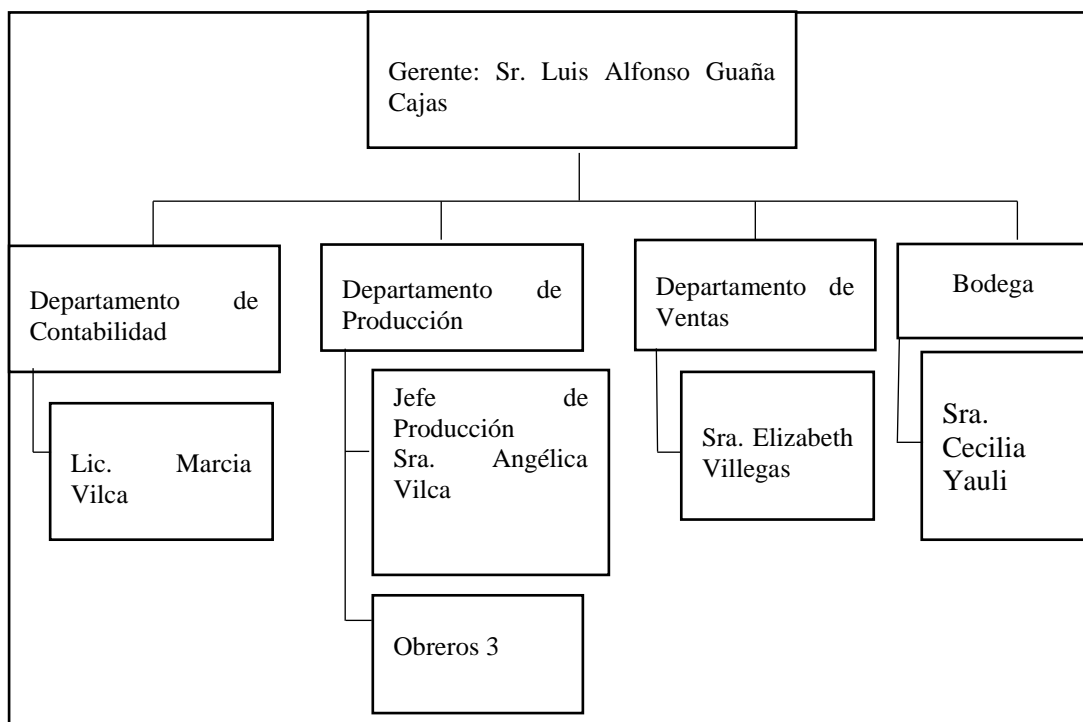 Gerente: Sr. Luis Alfonso Guaña
Cajas
Departamento de
Contabilidad
Departamento de
Producción
Departamento de
Ventas
Bodega
Lic. Marcia
Vilca
Jefe de
Producción
Sra. Angélica
Vilca
Sra. Elizabeth
Villegas
Sra.
Cecilia
Yauli
Obreros 3